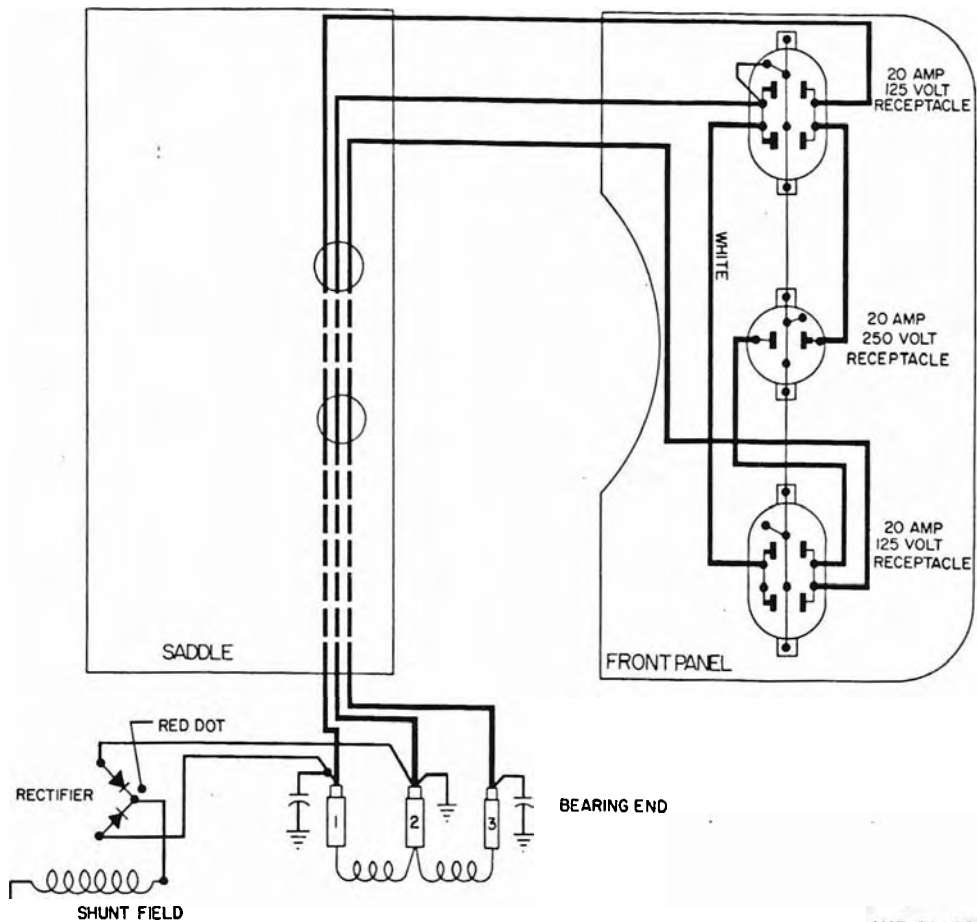 20 AMP
125 VOLT
RECEPTACLE
WHITE
20 AMP
250 VOLT
RECEPTACLE
20 AMP
125 VOLT
RECEPTACLE
SADDLE
FRONT PANEL
RED DOT
RECTIFIER
1
2
3
BEARING END
SHUNT FIELD